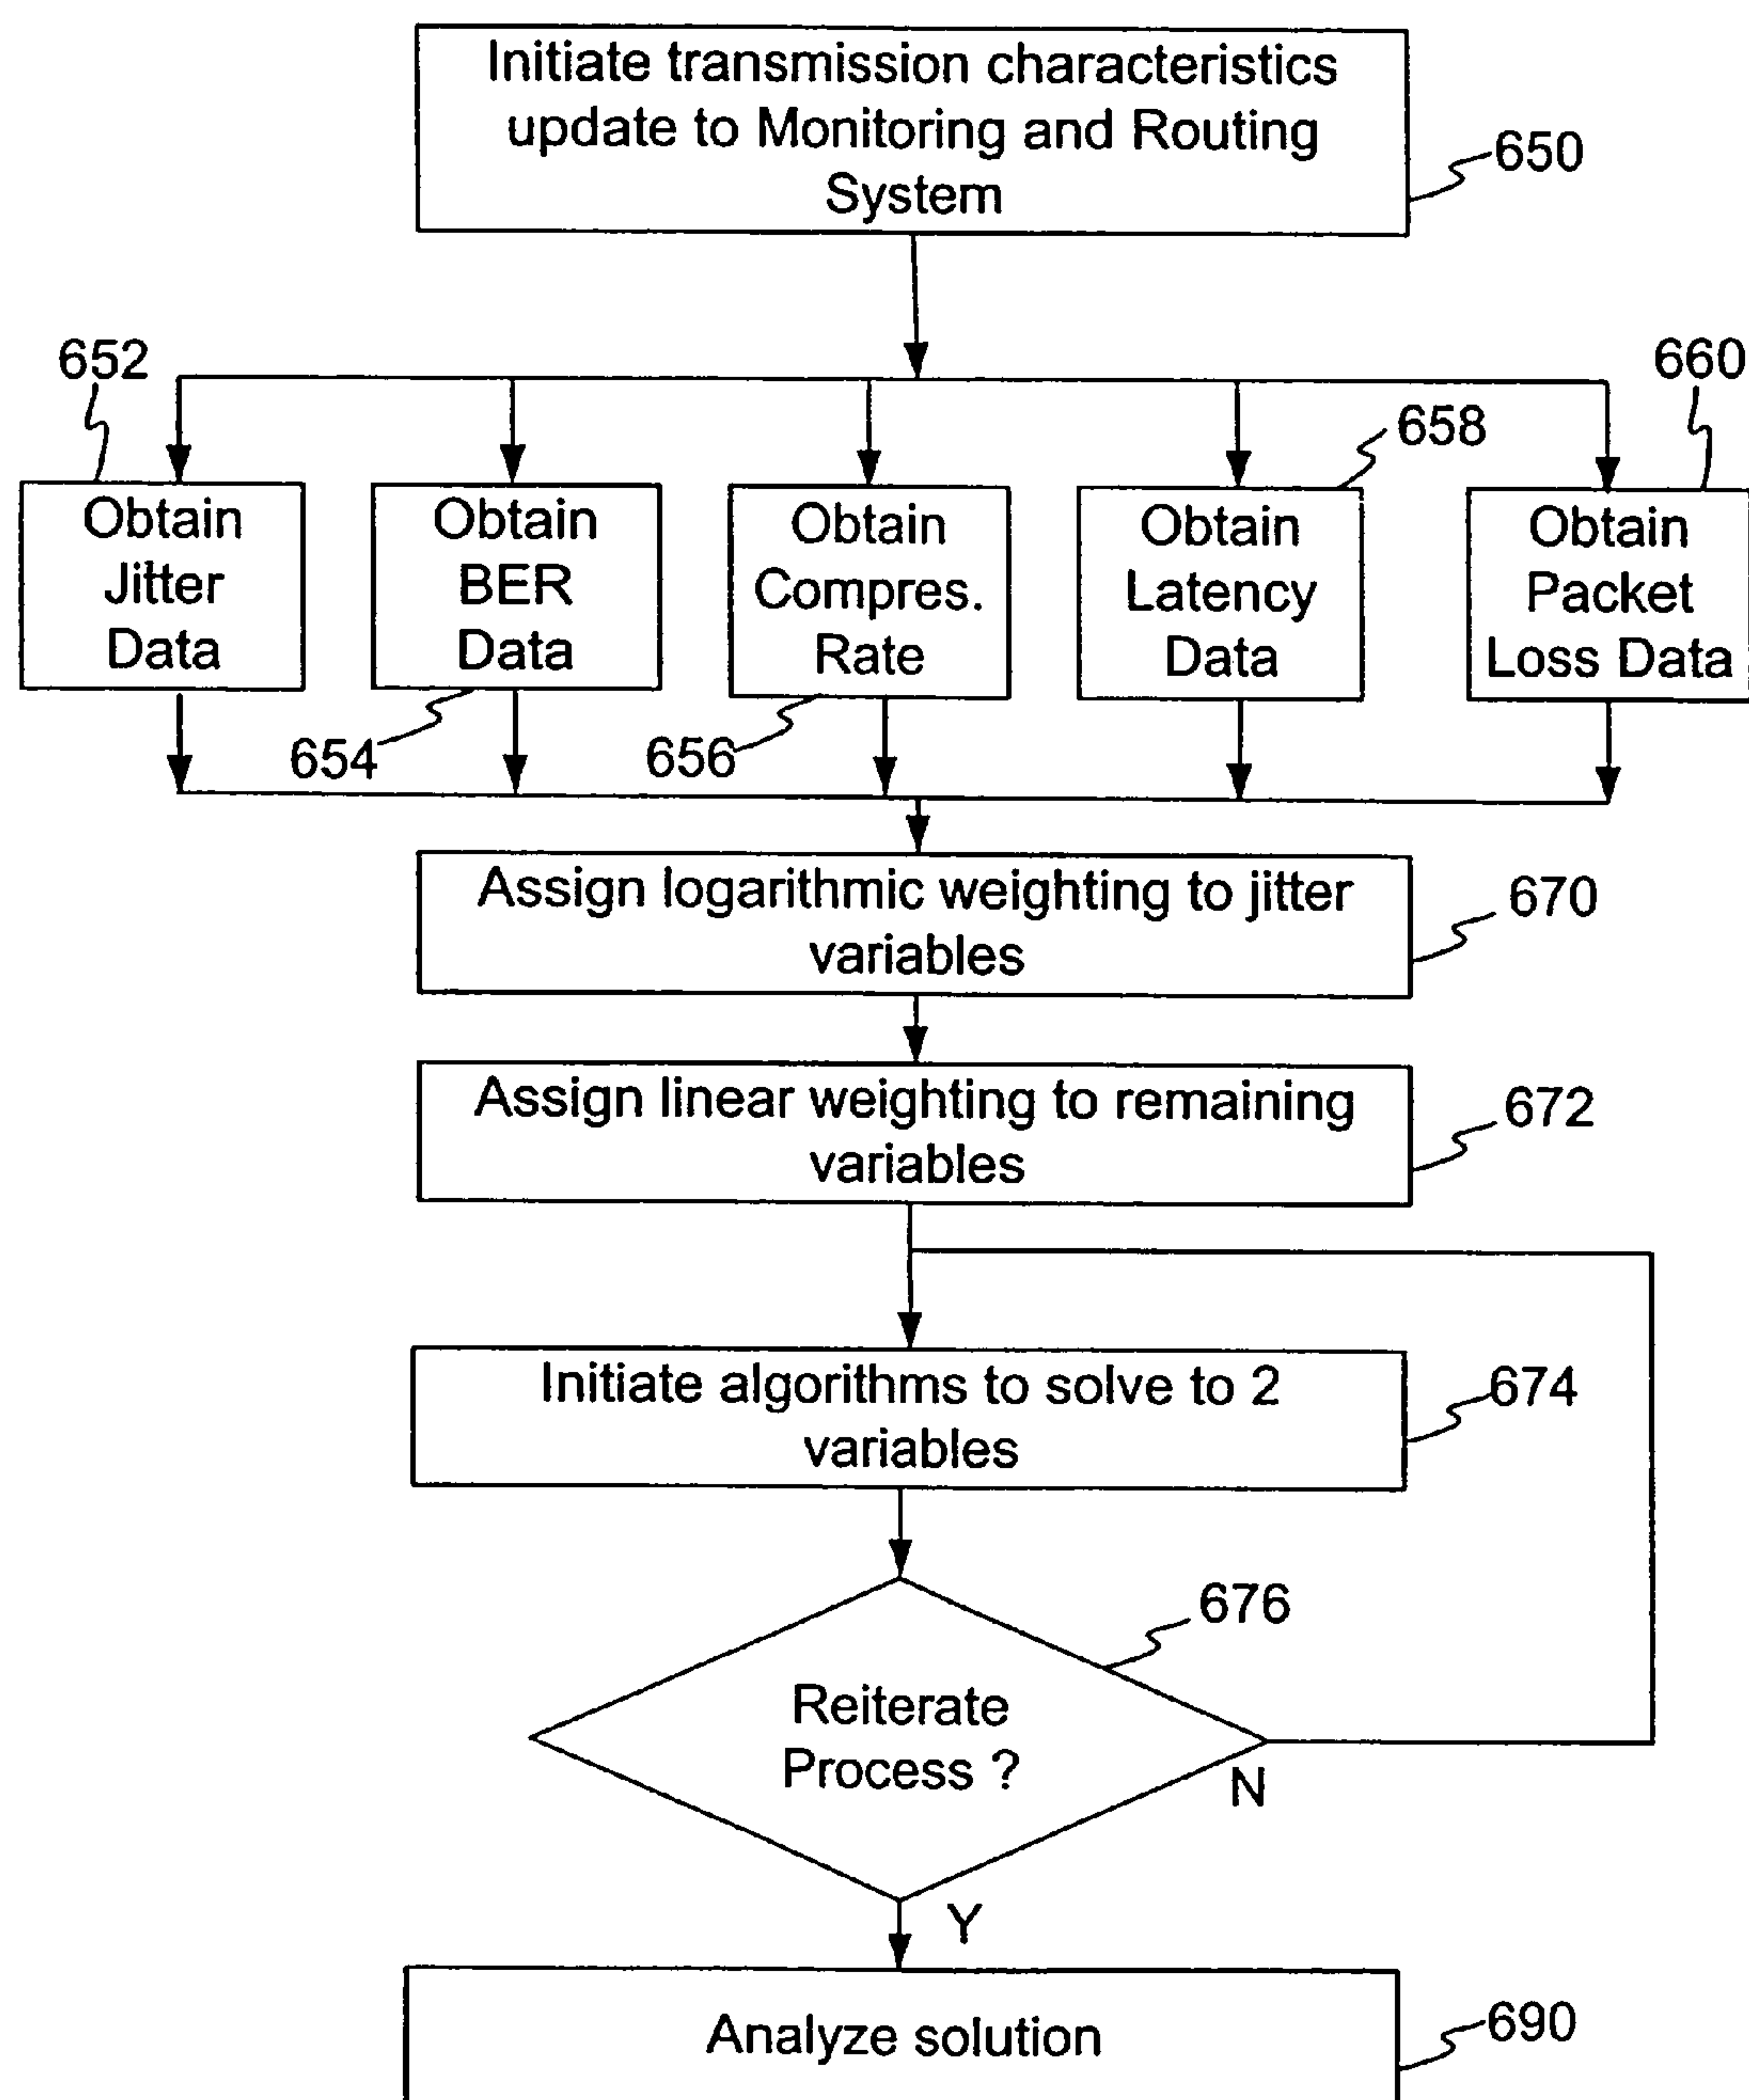 Initiate transmission characteristics
update to Monitoring and Routing
System
650
652
660
658
Obtain
Jitter
Data
Obtain
BER
Data
Obtain
Compres.
Rate
Obtain
Latency
Data
Obtain
Packet
Loss Data
654
656
Assign logarithmic weighting to jitter
variables
670
Assign linear weighting to remaining
variables
672
Initiate algorithms to solve to 2
variables
674
676
Reiterate
Process ?
N
Y
Analyze solution
690